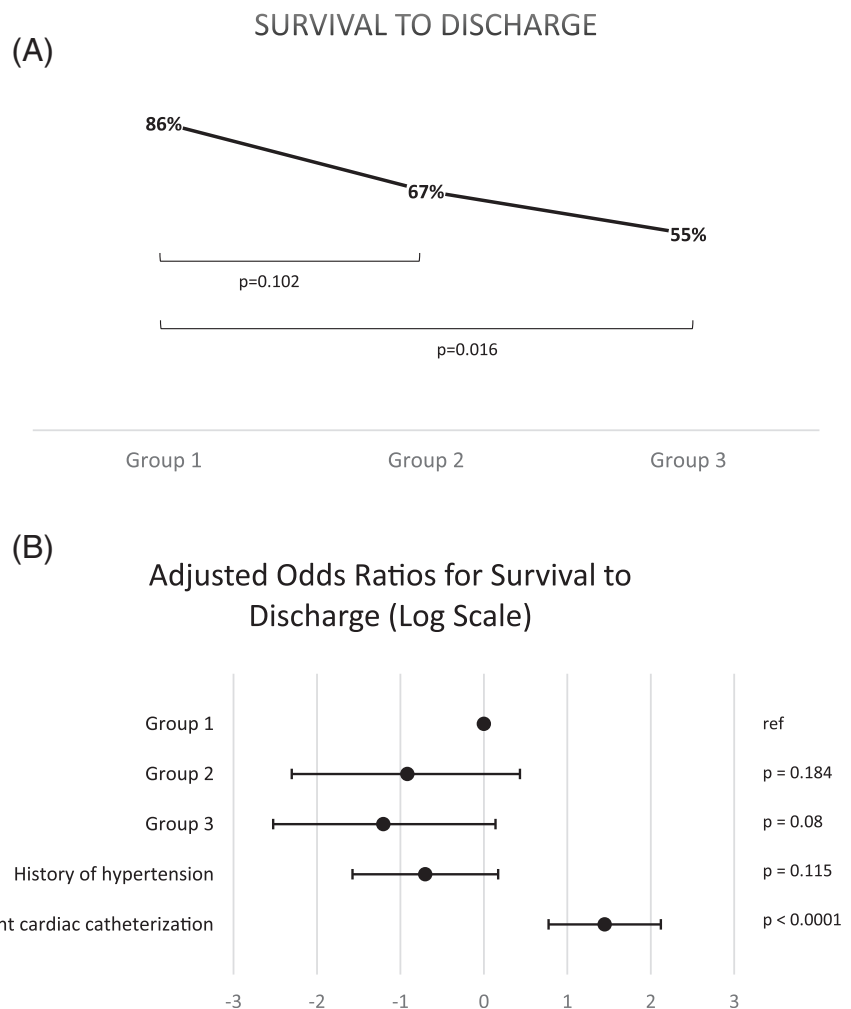 SURVIVAL TO DISCHARGE
(A)
86%
67%
55%
p=0.102
p=0.016
Group 1 Group 2 Group 3
(B)
Adjusted Odds Ratios for Survival to
Discharge (Log Scale)
Group 1 ref
Group 2 p = 0.184
Group 3 p = 0.08
History of hypertension p = 0.115
cardiac catheterization p < 0.0001
-3 -2 -1 0 1 2 3